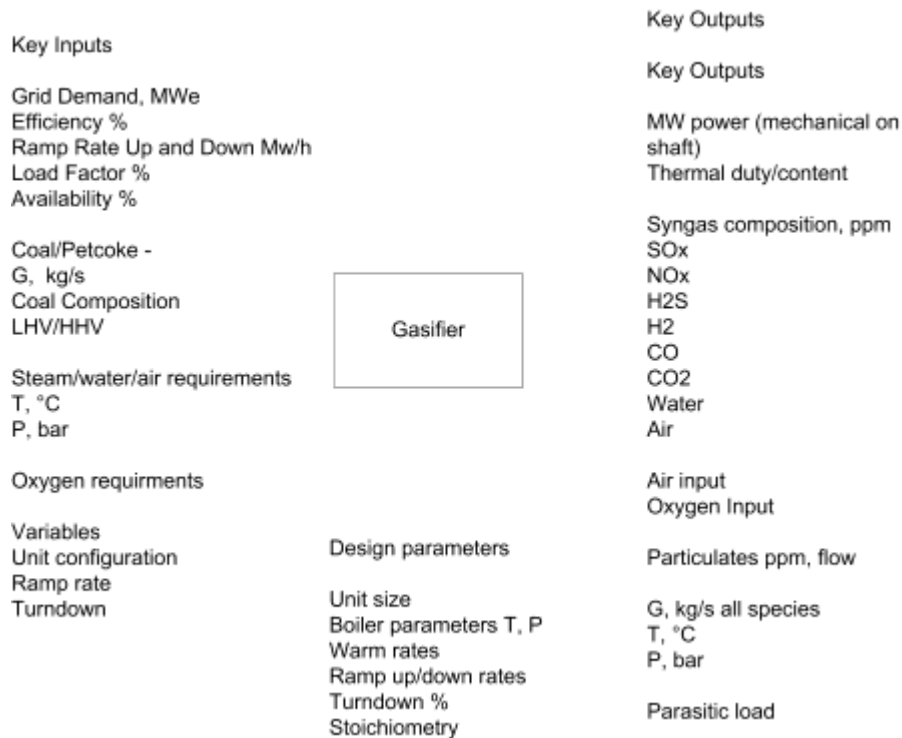 Key Inputs
Grid Demand, MWe
Efficiency %
Ramp Rate Up and Down Mw/h
Load Factor %
Availability %
Coal/Petcoke -
G, kg/s
Coal Composition
LHV/HHV
Steam/water/air requirements
T, °C
P, bar
Oxygen requirments
Variables
Unit configuration
Ramp rate
Turndown
Gasifier
Design parameters
Unit size
Boiler parameters T, P
Warm rates
Ramp up/down rates
Turndown %
Stoichiometry
Key Outputs
Key Outputs
MW power (mechanical on
shaft)
Thermal duty/content
Syngas composition, ppm
SOx
NOx
H2S
H2
CO
CO2
Water
Air
Air input
Oxygen Input
Particulates ppm, flow
G, kg/s all species
T, °C
P, bar
Parasitic load